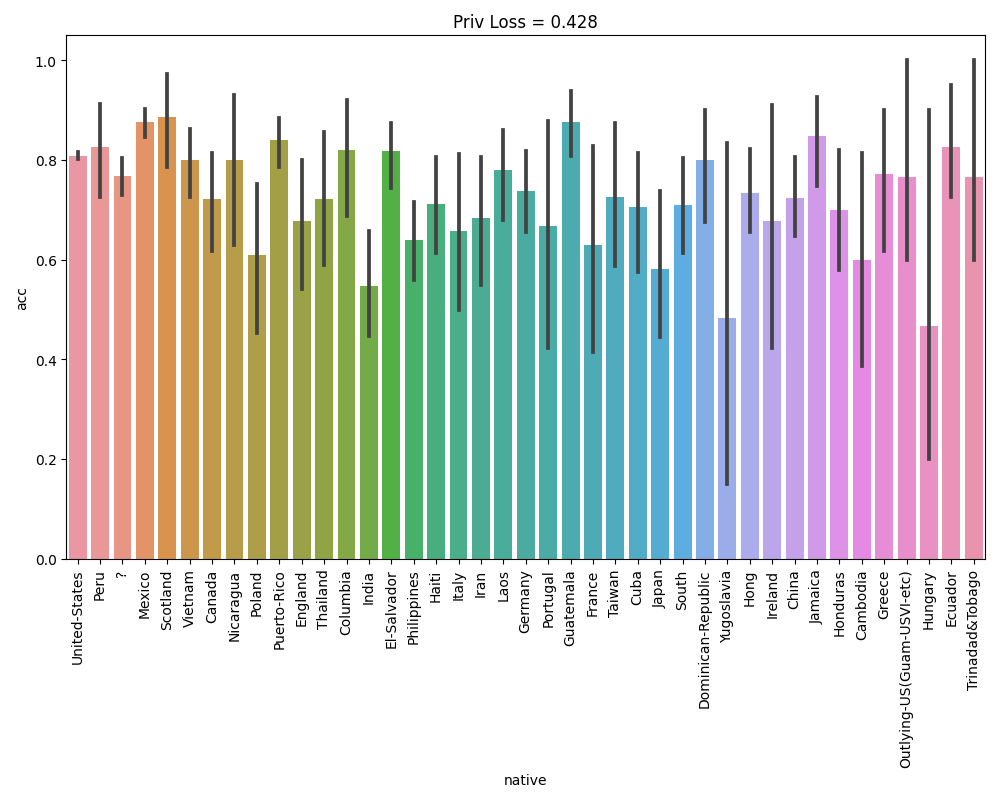 Priv Loss = 0.428
acc
1.0
0.8
0.6
0.4
0.2
0.0
United-States
Peru
?
Mexico
Scotland
Vietnam
Canada
Nicaragua
Poland
Puerto-Rico
England
Thailand
Columbia
India
El-Salvador
Philippines
Haiti
Italy
Iran
Laos
Germany
Portugal
Guatemala
France
Taiwan
Cuba
Japan
South
Dominican-Republic
Yugoslavia
Hong
Ireland
China
Jamaica
Honduras
Cambodia
Greece
Outlying-US(Guam-USVI-etc)
Hungary
Ecuador
Trinadad&Tobago
native